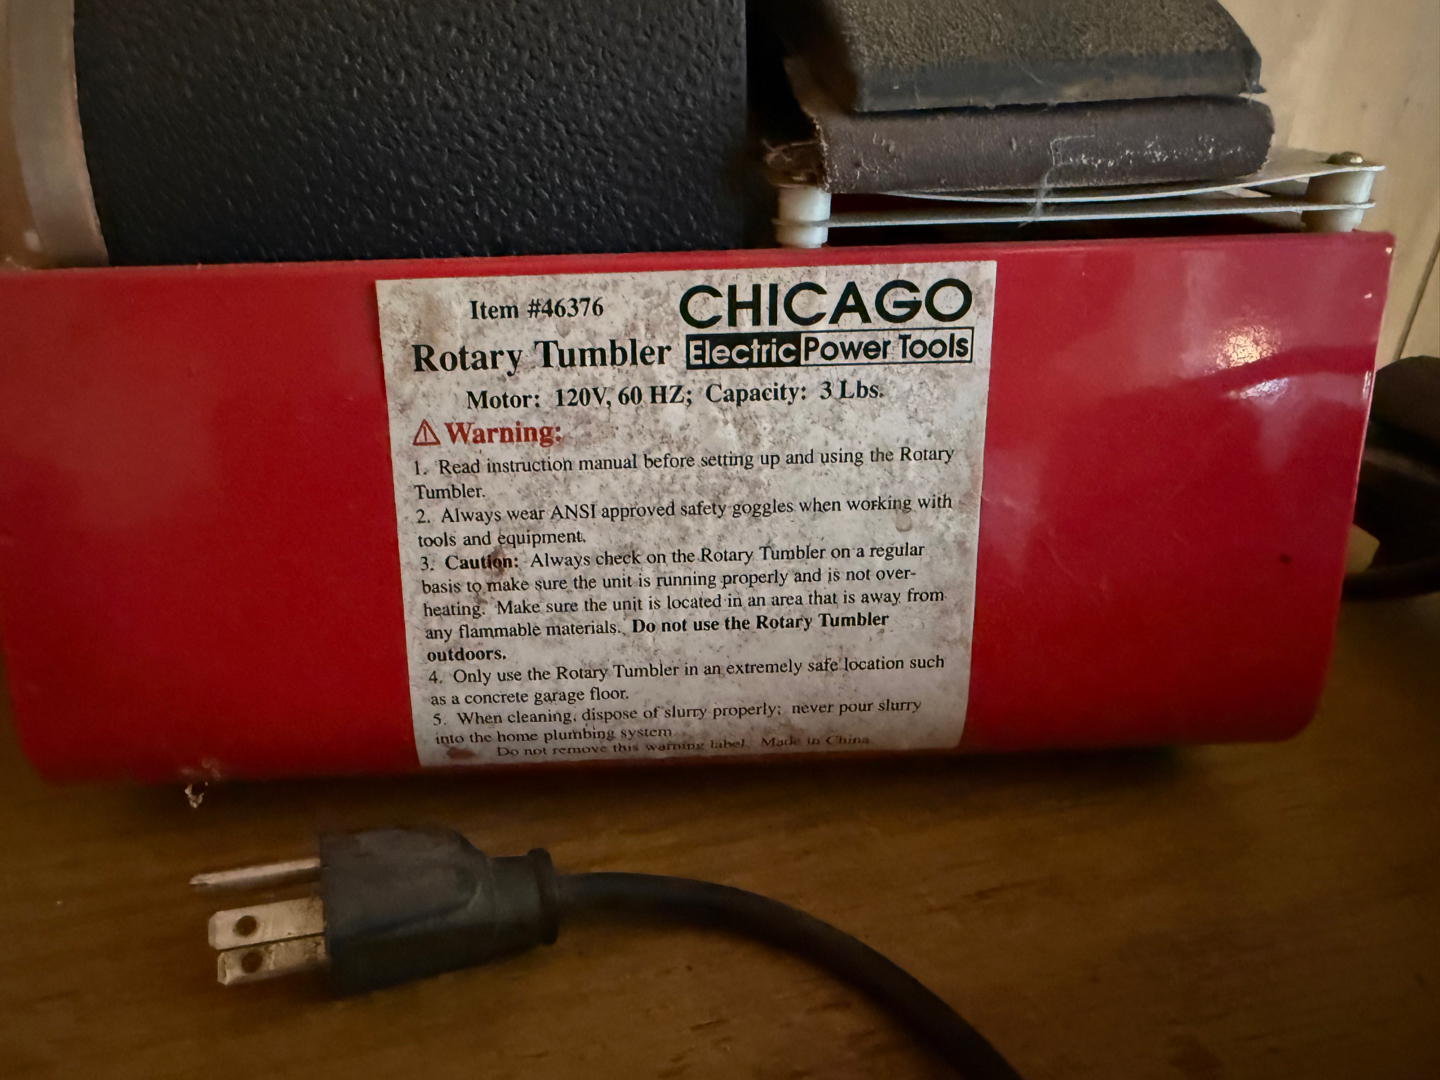 Item #46376
CHICAGO
Rotary Tumbler
Electric Power Tools
Motor: 120V, 60 HZ; Capacity: 3 Lbs.
Warning:
1. Read instruction manual before setting up and using the Rotary
Tumbler.
2. Always wear ANSI approved safety goggles when working with
tools and equipment.
3. Caution: Always check on the Rotary Tumbler on a regular
basis to make sure the unit is running properly and is not over-
heating. Make sure the unit is located in an area that is away from
any flammable materials. Do not use the Rotary Tumbler
outdoors.
4. Only use the Rotary Tumbler in an extremely safe location such
as a concrete garage floor.
5. When cleaning, dispose of slurry properly; never pour slurry
into the home plumbing system
Do not remove this warning label. Made in China